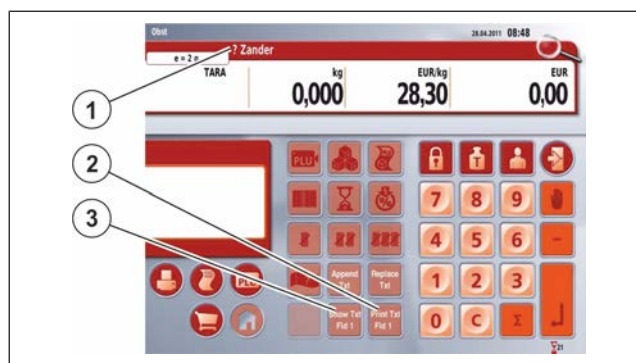 Obst
28.04.2011 08:48
? Zander
e = 2 g
TARA
kg
EUR/kg
EUR
0,000
28,30
0,00
1
2
3
PLU
T
7 8 9
4 5 6 -
PLU
Append
Txt
Replace
Txt
1 2 3
Show Txt
Fld 1
Print Txt
Fld 1
0 C Σ
21